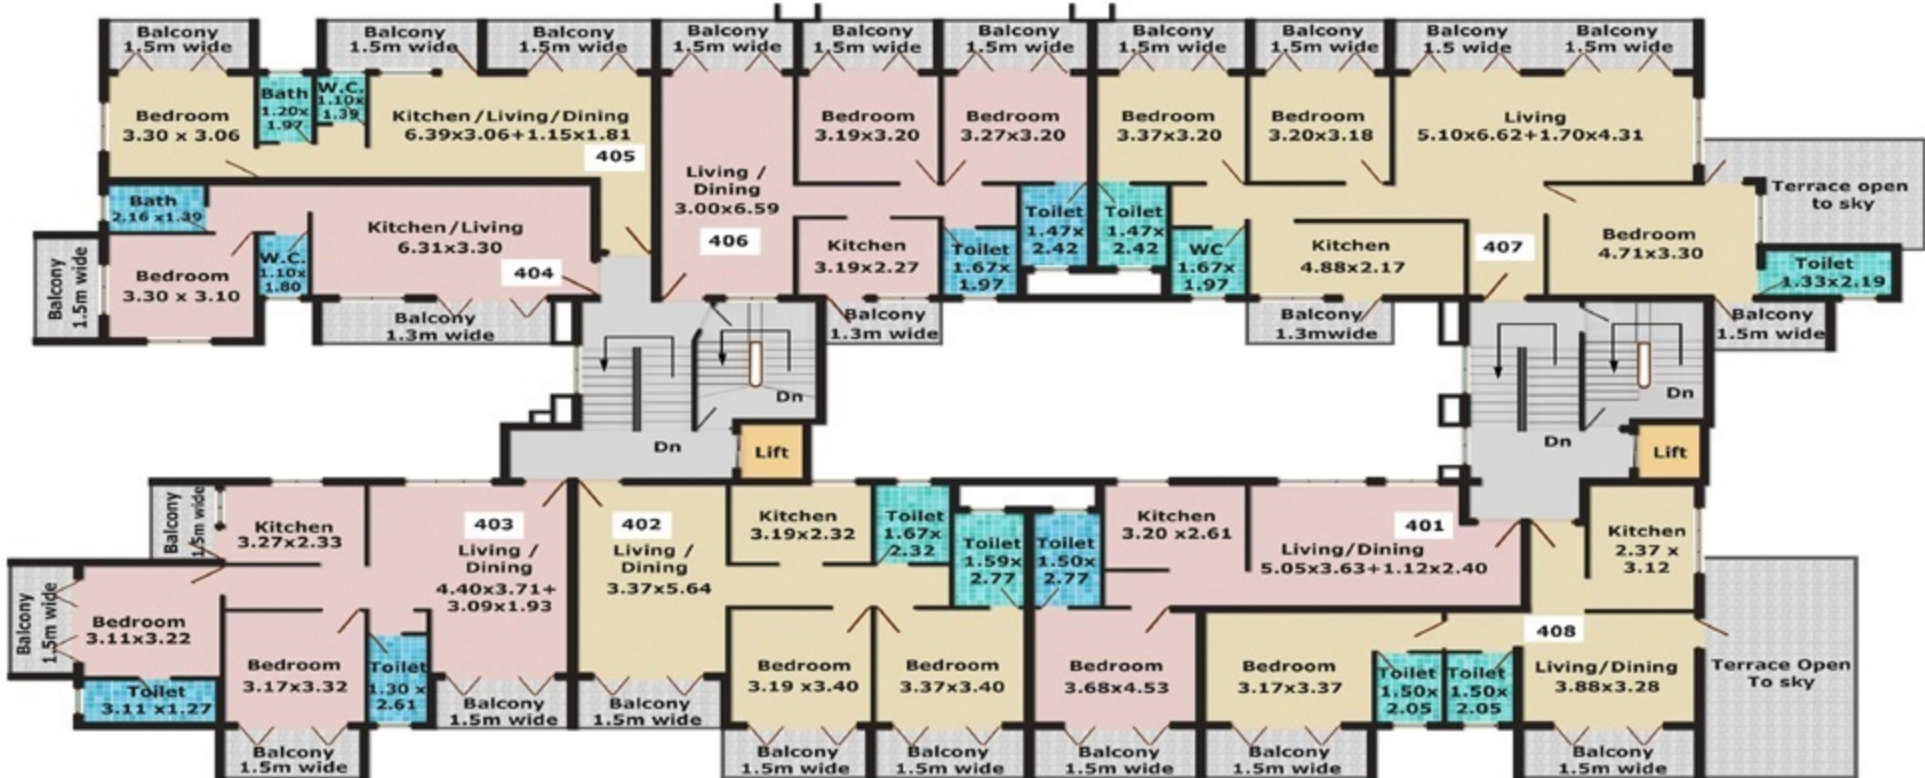 Balcony
1.5m wide
Balcony
1.5m wide
Balcony
1.5m wide
Balcony
1.5m wide
Balcony
1.5m wide
Balcony
1.5m wide
Balcony
1.5m wide
Balcony
1.5m wide
Balcony
1.5 wide
Balcony
1.5m wide
Bedroom
3.30 x 3.06
Bath
1.20x
1.97
W.C.
1.10x
1.39
Kitchen/Living/Dining
6.39x3.06+1.15x1.81
405
Living /
Dining
3.00x6.59
406
Bedroom
3.19x3.20
Bedroom
3.27x3.20
Bedroom
3.37x3.20
Bedroom
3.20x3.18
Living
5.10x6.62+1.70x4.31
Terrace open
to sky
Bath
2.16 x1.39
Kitchen/Living
6.31x3.30
404
W.C.
1.10x
1.80
Bedroom
3.30 x 3.10
Balcony
1.5m wide
Balcony
1.3m wide
Kitchen
3.19x2.27
Toilet
1.67x
1.97
Toilet
1.47x
2.42
Toilet
1.47x
2.42
WC
1.67x
1.97
Kitchen
4.88x2.17
407
Bedroom
4.71x3.30
Toilet
1.33x2.19
Balcony
1.3m wide
Balcony
1.3mwide
Balcony
1.5m wide
Dn
Dn
Lift
Dn
Dn
Lift
Balcony
1.5m wide
Kitchen
3.27x2.33
403
Living /
Dining
4.40x3.71+
3.09x1.93
402
Living /
Dining
3.37x5.64
Kitchen
3.19x2.32
Toilet
1.67x
2.32
Toilet
1.59x
2.77
Toilet
1.50x
2.77
Kitchen
3.20 x2.61
401
Living/Dining
5.05x3.63+1.12x2.40
Kitchen
2.37 x
3.12
Balcony
1.5m wide
Bedroom
3.11x3.22
Toilet
3.11 x1.27
Bedroom
3.17x3.32
Toilet
1.30 x
2.61
Balcony
1.5m wide
Balcony
1.5m wide
Bedroom
3.19 x3.40
Bedroom
3.37x3.40
Bedroom
3.68x4.53
Bedroom
3.17x3.37
Toilet
1.50x
2.05
Toilet
1.50x
2.05
408
Living/Dining
3.88x3.28
Terrace Open
To sky
Balcony
1.5m wide
Balcony
1.5m wide
Balcony
1.5m wide
Balcony
1.5m wide
Balcony
1.5m wide
Balcony
1.5m wide